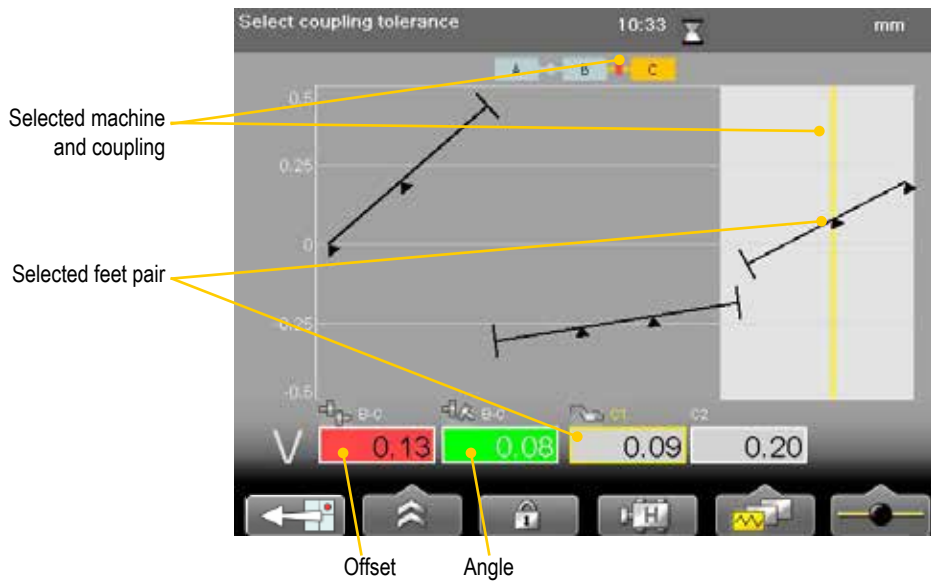 Select coupling tolerance 10:33 mm
A B C
Selected machine
and coupling
0.5
0.25
0
Selected feet pair
-0.25
-0.5
B-C B-C C1 C2
V 0.13 0.08 0.09 0.20
H
Offset Angle